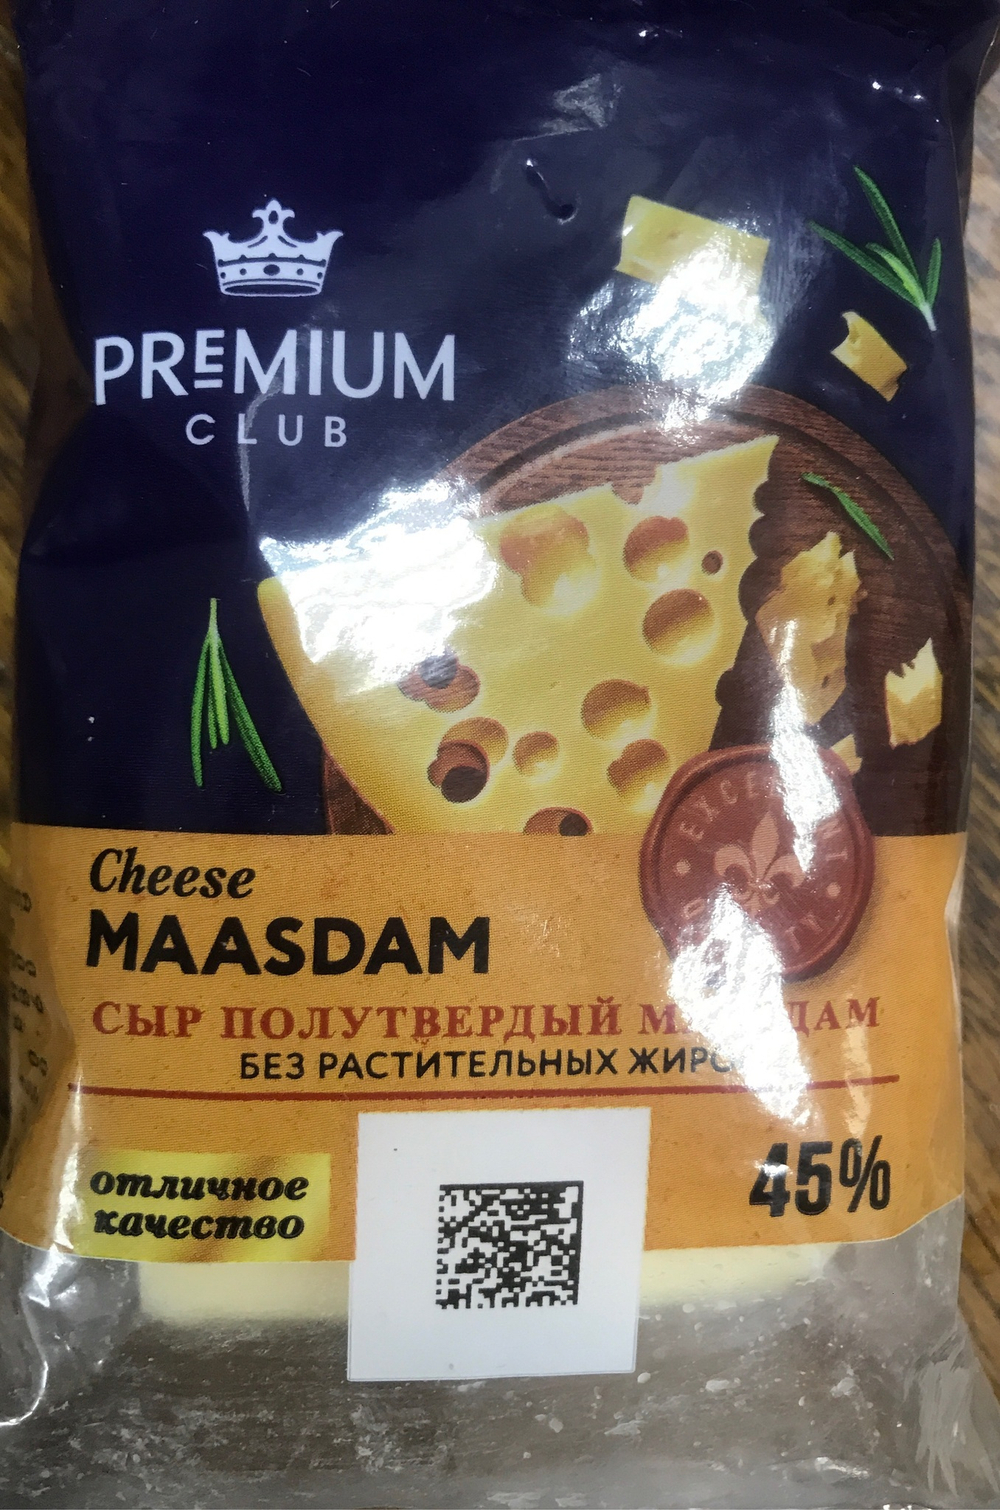 PREMIUM
CLUB
Cheese
MAASDAM
СЫР ПОЛУТВЕРДЫЙ
БЕЗ РАСТИТЕЛЬНЫХ
отличное
качество
45%